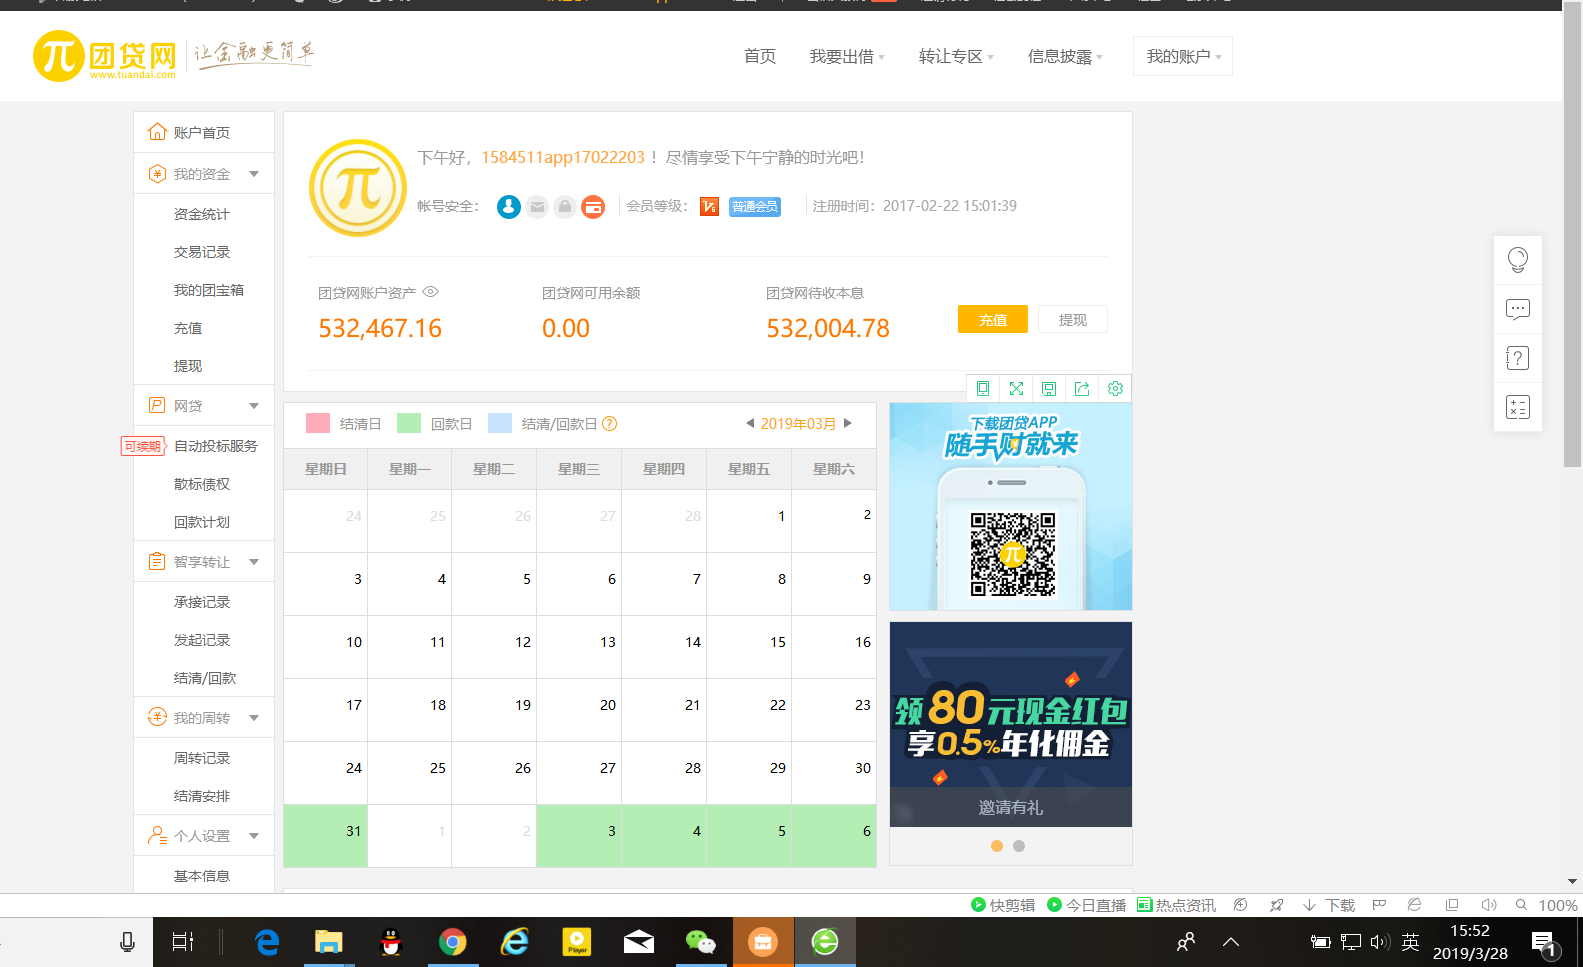 团贷网
www.tuandai.com
让金融更简单
首页
我要出借
转让专区
信息披露
我的账户
账户首页
我的资金
资金统计
交易记录
我的团宝箱
充值
提现
网贷
可续期
自动投标服务
散标债权
回款计划
智享转让
承接记录
发起记录
结清/回款
我的周转
周转记录
结清安排
个人设置
基本信息
下午好，1584511app17022203！尽情享受下午宁静的时光吧！
帐号安全：
会员等级：
普通会员
注册时间：2017-02-22 15:01:39
团贷网账户资产
团贷网可用余额
团贷网待收本息
532,467.16
0.00
532,004.78
充值
提现
结清日
回款日
结清/回款日
?
2019年03月
星期日 星期一 星期二 星期三 星期四 星期五 星期六
24 25 26 27 28 1 2
3 4 5 6 7 8 9
10 11 12 13 14 15 16
17 18 19 20 21 22 23
24 25 26 27 28 29 30
31 1 2 3 4 5 6
下载团贷APP
随手理财就来
领80元现金红包
享0.5%年化佣金
邀请有礼
快剪辑
今日直播
热点资讯
下载
100%
Player
英
15:52
2019/3/28
1